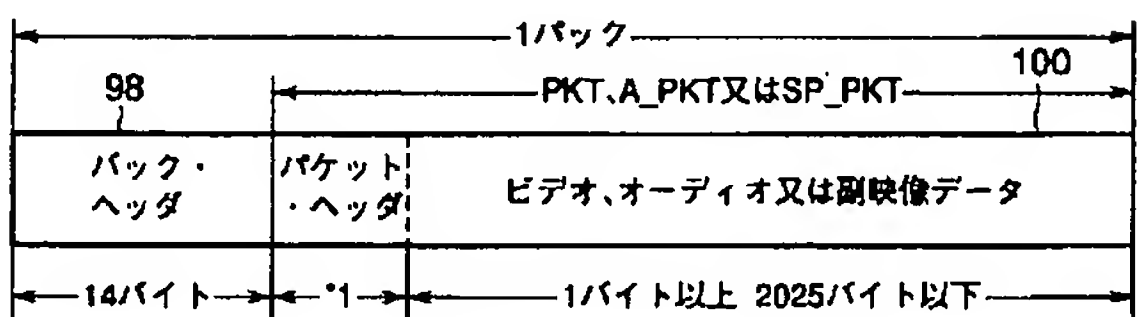 1パック
98
100
PKT、A_PKT又はSP_PKT
パック・
ヘッダ
パケット
・ヘッダ
ビデオ、オーディオ又は副映像データ
14バイト
*1
1バイト以上 2025バイト以下